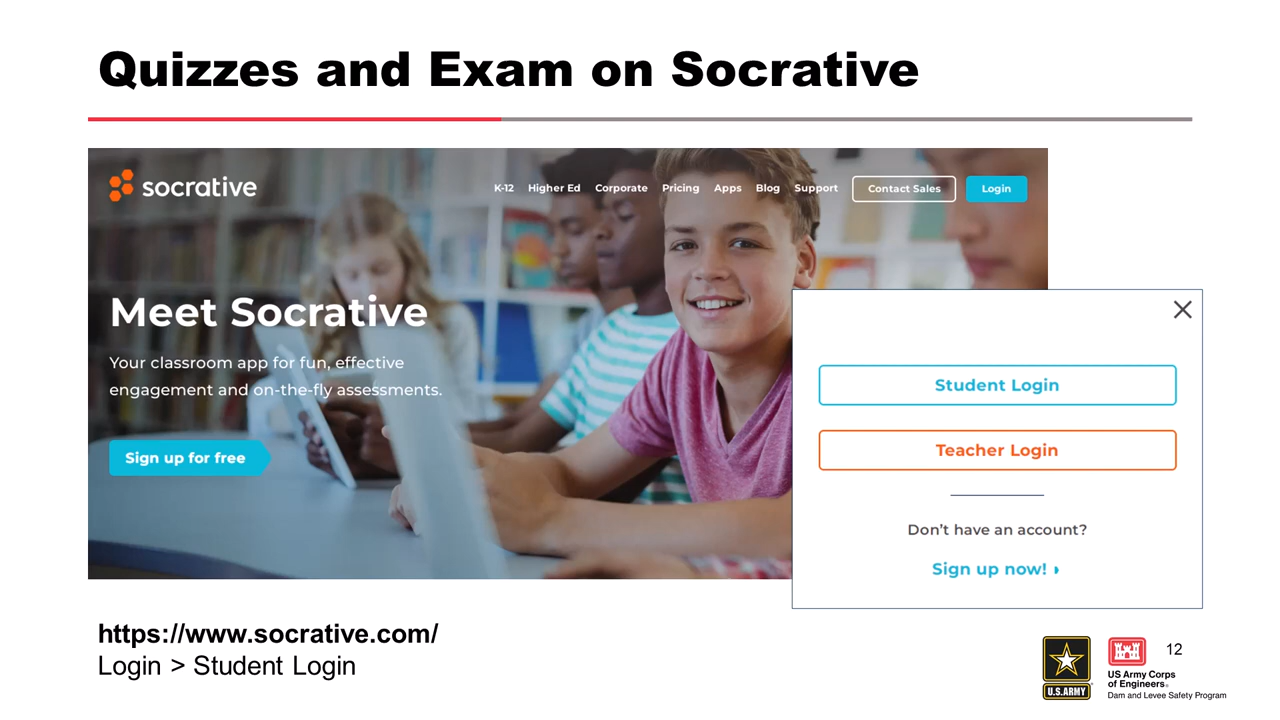 Quizzes and Exam on Socrative
socrative
K-12 Higher Ed Corporate Pricing Apps Blog Support Contact Sales Login
Meet Socrative
Your classroom app for fun, effective
engagement and on-the-fly assessments.
Sign up for free
Student Login
Teacher Login
Don’t have an account?
Sign up now!
https://www.socrative.com/
Login > Student Login
U.S.ARMY
US Army Corps
of Engineers®
Dam and Levee Safety Program
12